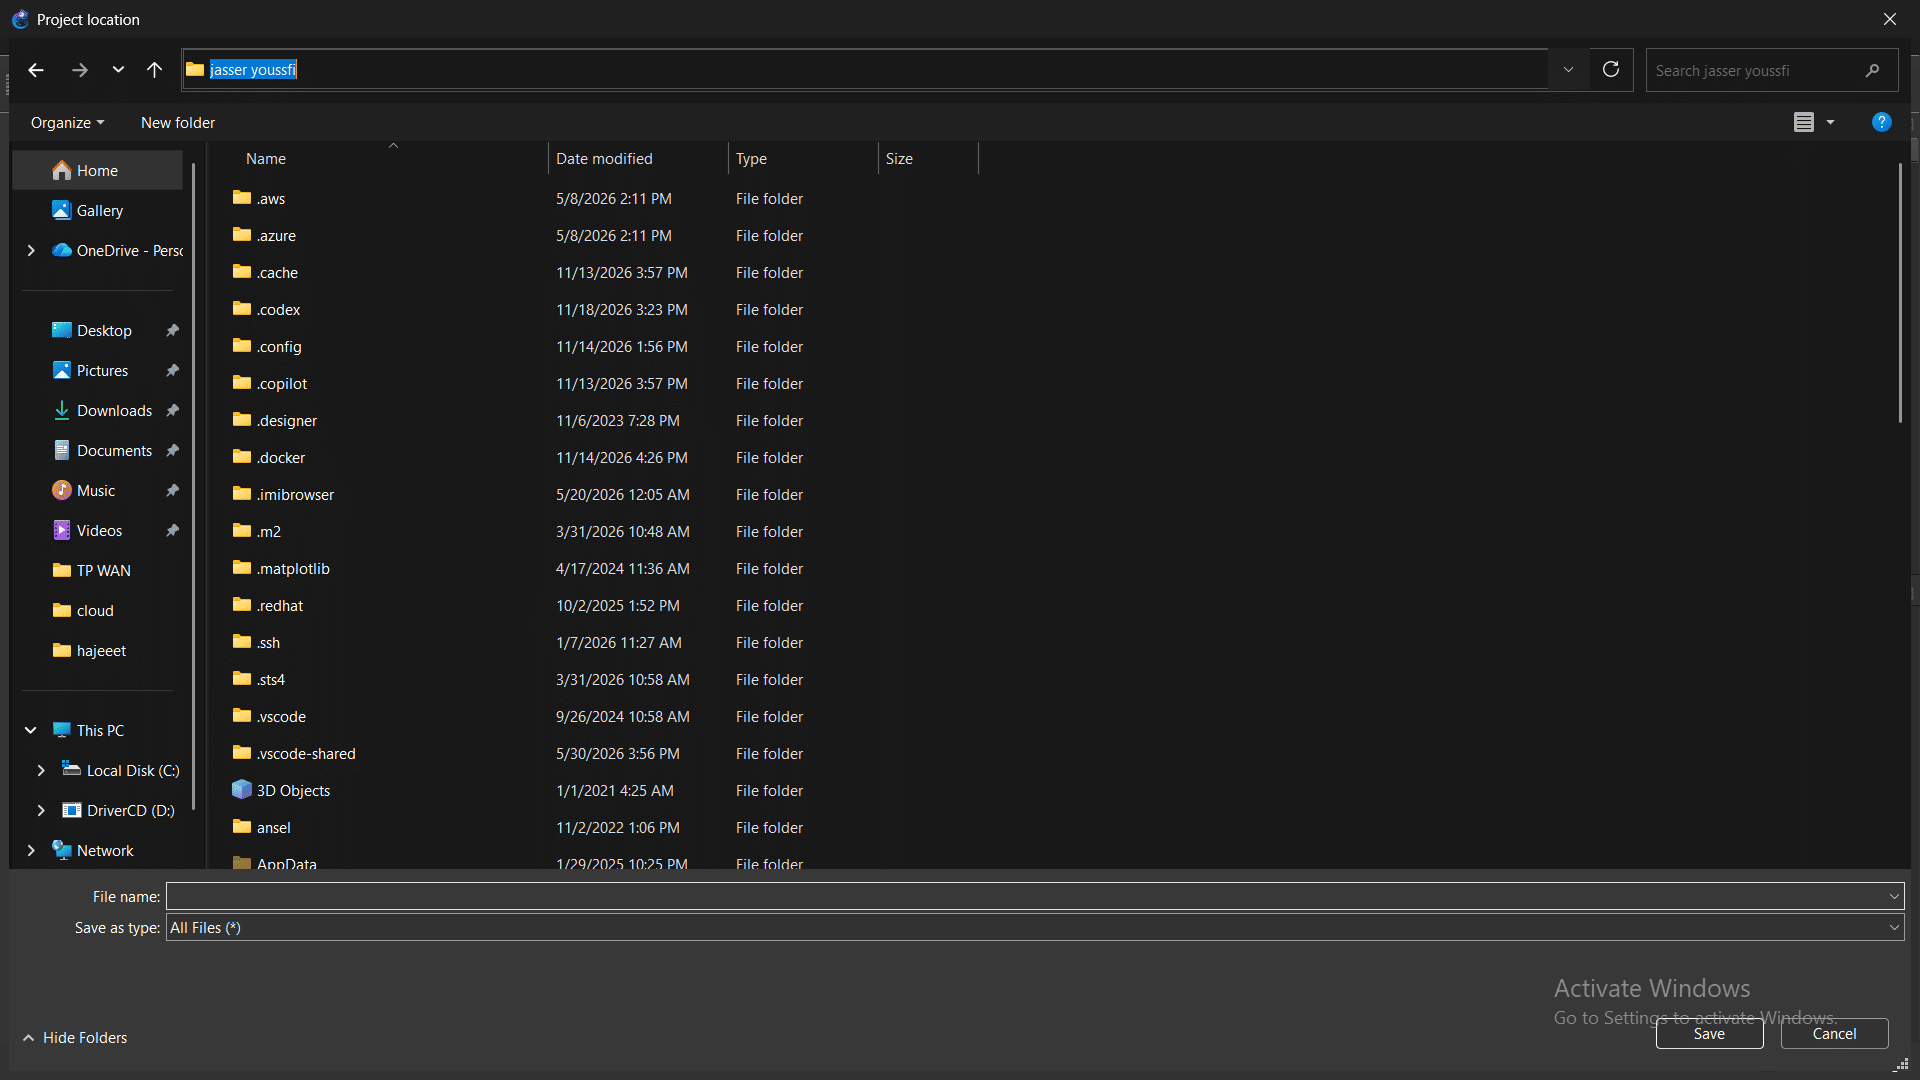 Project location
jasser youssfi
Search jasser youssfi
Organize
New folder
Name
Date modified
Type
Size
Home
Gallery
OneDrive - Perso
Desktop
Pictures
Downloads
Documents
Music
Videos
TP WAN
cloud
hajeeet
This PC
Local Disk (C:)
DriverCD (D:)
Network
.aws 5/8/2026 2:11 PM File folder
.azure 5/8/2026 2:11 PM File folder
.cache 11/13/2026 3:57 PM File folder
.codex 11/18/2026 3:23 PM File folder
.config 11/14/2026 1:56 PM File folder
.copilot 11/13/2026 3:57 PM File folder
.designer 11/6/2023 7:28 PM File folder
.docker 11/14/2026 4:26 PM File folder
.imibrowser 5/20/2026 12:05 AM File folder
.m2 3/31/2026 10:48 AM File folder
.matplotlib 4/17/2024 11:36 AM File folder
.redhat 10/2/2025 1:52 PM File folder
.ssh 1/7/2026 11:27 AM File folder
.sts4 3/31/2026 10:58 AM File folder
.vscode 9/26/2024 10:58 AM File folder
.vscode-shared 5/30/2026 3:56 PM File folder
3D Objects 1/1/2021 4:25 AM File folder
ansel 11/2/2022 1:06 PM File folder
AppData 1/29/2025 10:25 PM File folder
File name:
Save as type: All Files (*)
Activate Windows
Go to Settings to activate Windows.
Hide Folders
Save
Cancel